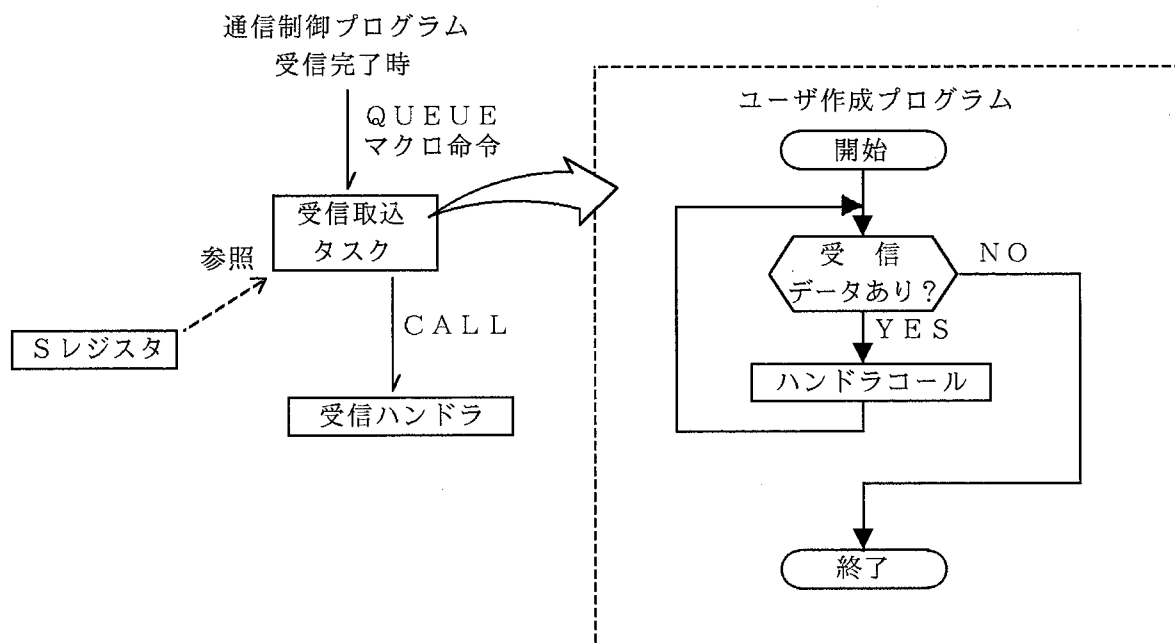 通信制御プログラム
受信完了時
QUEUE
マクロ命令
受信取込
タスク
参照
Sレジスタ
CALL
受信ハンドラ
ユーザ作成プログラム
開始
受 信
データあり?
NO
YES
ハンドラコール
終了